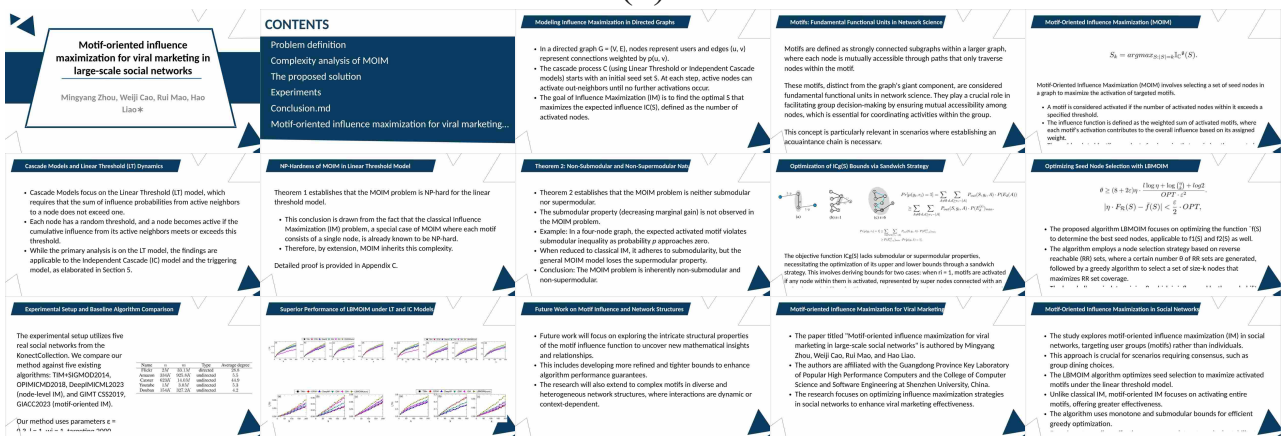 Motif-oriented influence
maximization for viral marketing in
large-scale social networks
Mingyang Zhou, Weiji Cao, Rui Mao, Hao
Liao∗
CONTENTS
Problem definition
Complexity analysis of MOIM
The proposed solution
Experiments
Conclusion.md
Motif-oriented influence maximization for viral marketing...
Modeling Influence Maximization in Directed Graphs
• In a directed graph G = (V, E), nodes represent users and edges (u, v)
represent connections weighted by p(u, v).
• The cascade process C (using Linear Threshold or Independent Cascade
models) starts with an initial seed set S. At each step, active nodes can
activate out-neighbors until no further activations occur.
• The goal of Influence Maximization (IM) is to find the optimal S that
maximizes the expected influence IC(S), defined as the number of
activated nodes.
Motifs: Fundamental Functional Units in Network Science
Motifs are defined as strongly connected subgraphs within a larger graph,
where each node is mutually accessible through paths that only traverse
nodes within the motif.
These motifs, distinct from the graph's giant component, are considered
fundamental functional units in network science. They play a crucial role in
facilitating group decision-making by ensuring mutual accessibility among
nodes, which is essential for coordinating activities within the group.
This concept is particularly relevant in scenarios where establishing an
acquaintance chain is necessary.
Motif-Oriented Influence Maximization (MOIM)
Motif-Oriented Influence Maximization (MOIM) involves selecting a set of seed nodes in
a graph to maximize the activation of targeted motifs.
• A motif is considered activated if the number of activated nodes within it exceeds a
specified threshold.
• The influence function is defined as the weighted sum of activated motifs, where
each motif's activation contributes to the overall influence based on its assigned
weight.
Cascade Models and Linear Threshold (LT) Dynamics
• Cascade Models focus on the Linear Threshold (LT) model, which
requires that the sum of influence probabilities from active neighbors
to a node does not exceed one.
• Each node has a random threshold, and a node becomes active if the
cumulative influence from its active neighbors meets or exceeds this
threshold.
• While the primary analysis is on the LT model, the findings are
applicable to the Independent Cascade (IC) model and the triggering
model, as elaborated in Section 5.
NP-Hardness of MOIM in Linear Threshold Model
Theorem 1 establishes that the MOIM problem is NP-hard for the linear
threshold model.
• This conclusion is drawn from the fact that the classical Influence
Maximization (IM) problem, a special case of MOIM where each motif
consists of a single node, is already known to be NP-hard.
• Therefore, by extension, MOIM inherits this complexity.
Detailed proof is provided in Appendix C.
Theorem 2: Non-Submodular and Non-Supermodular Natu
• Theorem 2 establishes that the MOIM problem is neither submodular
nor supermodular.
• The submodular property (decreasing marginal gain) is not observed in
the MOIM problem.
• Example: In a four-node graph, the expected activated motif violates
submodular inequality as probability p approaches zero.
• When reduced to classical IM, it adheres to submodularity, but the
general MOIM model loses the supermodular property.
• Conclusion: The MOIM problem is inherently non-submodular and
non-supermodular.
Optimization of ICg(S) Bounds via Sandwich Strategy
The objective function ICg(S) lacks submodular or supermodular properties,
necessitating the optimization of its upper and lower bounds through a sandwich
strategy. This involves deriving bounds for two cases: when ri = 1, motifs are activated
if any node within them is activated, represented by super nodes connected with an
Optimizing Seed Node Selection with LBMOIM
• The proposed algorithm LBMOIM focuses on optimizing the function ˆf(S)
to determine the best seed nodes, applicable to f1(S) and f2(S) as well.
• The algorithm employs a node selection strategy based on reverse
reachable (RR) sets, where a certain number θ of RR sets are generated,
followed by a greedy algorithm to select a set of size-k nodes that
maximizes RR set coverage.
Experimental Setup and Baseline Algorithm Comparison
The experimental setup utilizes five
real social networks from the
KonectCollection. We compare our
method against five existing
algorithms: TIM+SIGMOD2014,
OPIMICMD2018, DeepIMICML2023
(node-level IM), and GIMT CSS2019,
GIACC2023 (motif-oriented IM).
Our method uses parameters ε =
Name n m Type Average degree
Superior Performance of LBMOIM under LT and IC Models
Future Work on Motif Influence and Network Structures
• Future work will focus on exploring the intricate structural properties
of the motif influence function to uncover new mathematical insights
and relationships.
• This includes developing more refined and tighter bounds to enhance
algorithm performance guarantees.
• The research will also extend to complex motifs in diverse and
heterogeneous network structures, where interactions are dynamic or
context-dependent.
Motif-oriented influence maximization for Viral Marketing
• The paper titled "Motif-oriented influence maximization for viral
marketing in large-scale social networks" is authored by Mingyang
Zhou, Weiji Cao, Rui Mao, and Hao Liao.
• The authors are affiliated with the Guangdong Province Key Laboratory
of Popular High Performance Computers and the College of Computer
Science and Software Engineering at Shenzhen University, China.
• The research focuses on optimizing influence maximization strategies
in social networks to enhance viral marketing effectiveness.
Motif-oriented influence maximization in Social Networks
• The study explores motif-oriented influence maximization (IM) in social
networks, targeting user groups (motifs) rather than individuals.
• This approach is crucial for scenarios requiring consensus, such as
group dining choices.
• The LBMOIM algorithm optimizes seed selection to maximize activated
motifs under the linear threshold model.
• Unlike classical IM, motif-oriented IM focuses on activating entire
motifs, offering greater effectiveness.
• The algorithm uses monotone and submodular bounds for efficient
greedy optimization.